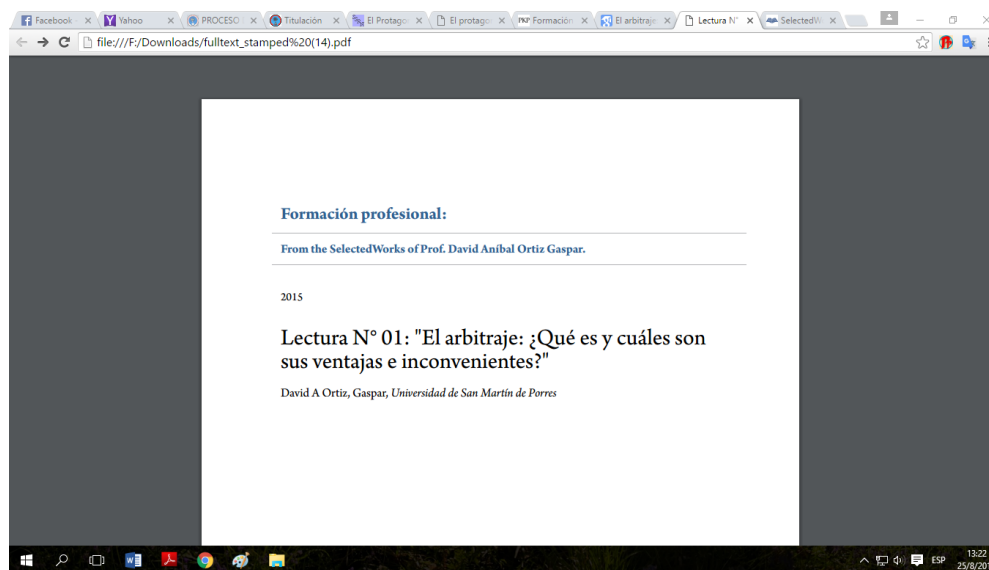 Facebook -
Yahoo
PROCESO
Titulación
El Protago
El protago
PKP Formación
El arbitraje
Lectura N°
SelectedW
file:///F:/Downloads/fulltext_stamped%20(14).pdf
Formación profesional:
From the SelectedWorks of Prof. David Aníbal Ortiz Gaspar.
2015
Lectura N° 01: "El arbitraje: ¿Qué es y cuáles son
sus ventajas e inconvenientes?"
David A Ortiz, Gaspar, Universidad de San Martín de Porres
ESP
13:22
25/8/20